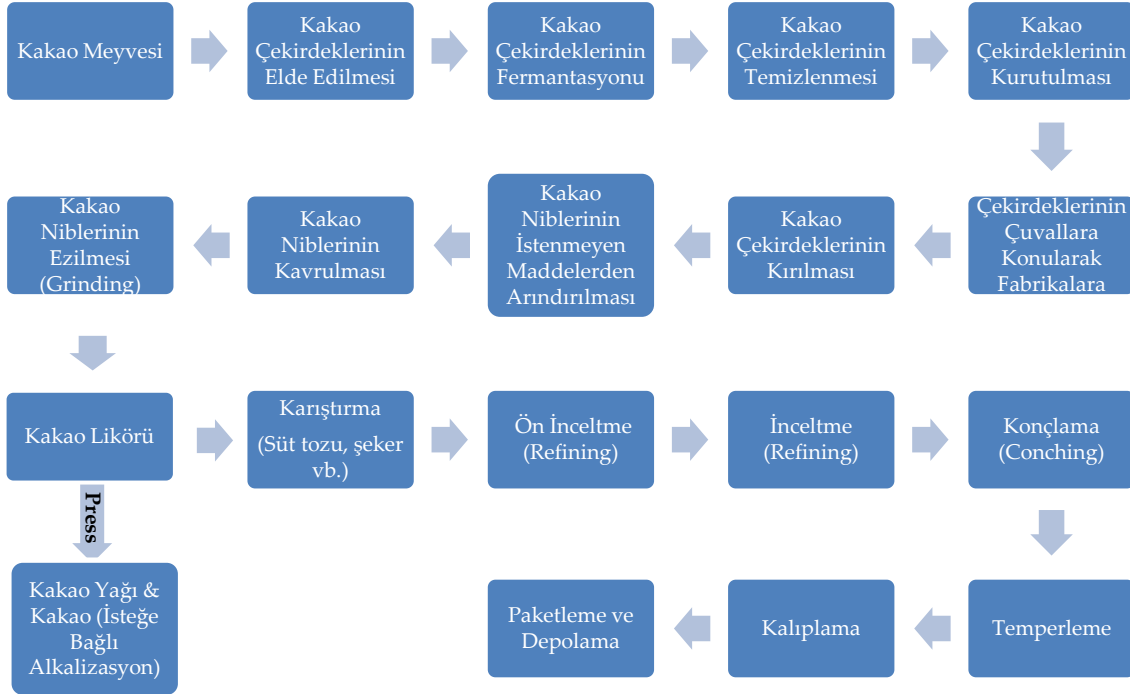 Kakao Meyvesi
Kakao
Çekirdeklerinin
Elde Edilmesi
Kakao
Çekirdeklerinin
Fermantasyonu
Kakao
Çekirdeklerinin
Temizlenmesi
Kakao
Çekirdeklerinin
Kurutulması
Çekirdeklerinin
Çuvallara
Konularak
Fabrikalara
Kakao
Çekirdeklerinin
Kırılması
Kakao
Niblerinin
İstenmeyen
Maddelerden
Arındırılması
Kakao
Niblerinin
Kavrulması
Kakao
Niblerinin
Ezilmesi
(Grinding)
Kakao Likörü
Karıştırma
(Süt tozu, şeker
vb.)
Ön İnceltme
(Refining)
İnceltme
(Refining)
Konçlama
(Conching)
Press
Kakao Yağı &
Kakao (İsteğe
Bağlı
Alkalizasyon)
Temperleme
Kalıplama
Paketleme ve
Depolama